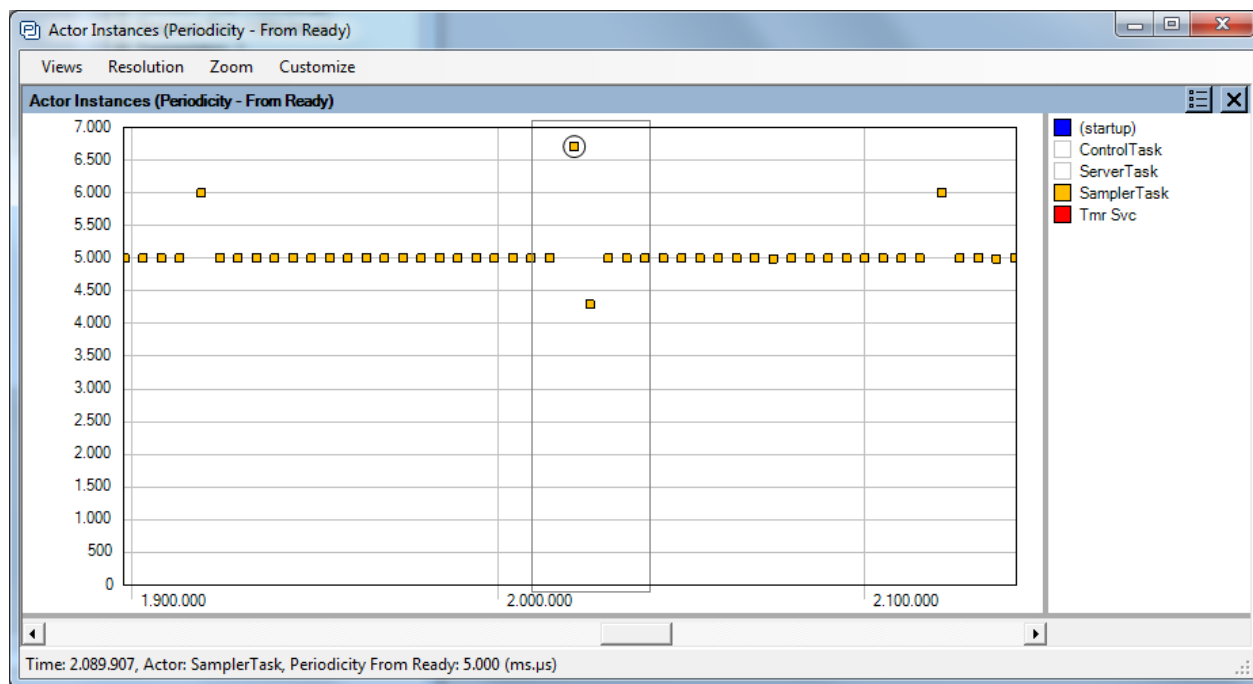 Actor Instances (Periodicity - From Ready)
Views Resolution Zoom Customize
Actor Instances (Periodicity - From Ready)
7.000
6.500
6.000
5.500
5.000
4.500
4.000
3.500
3.000
2.500
2.000
1.500
1.000
500
0
1.900.000 2.000.000 2.100.000
(startup)
ControlTask
ServerTask
SamplerTask
Tmr Svc
Time: 2.089.907, Actor: SamplerTask, Periodicity From Ready: 5.000 (ms.µs)